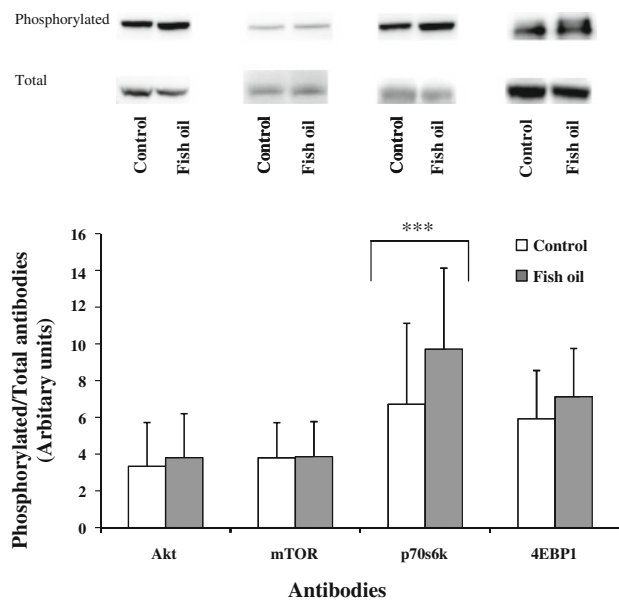 Phosphorylated
Total
Control
Fish oil
Control
Fish oil
Control
Fish oil
Control
Fish oil
Phosphorylated/Total antibodies
(Arbitary units)
16
14
12
10
8
6
4
2
0
***
Control
Fish oil
Akt
mTOR
p70s6k
4EBP1
Antibodies